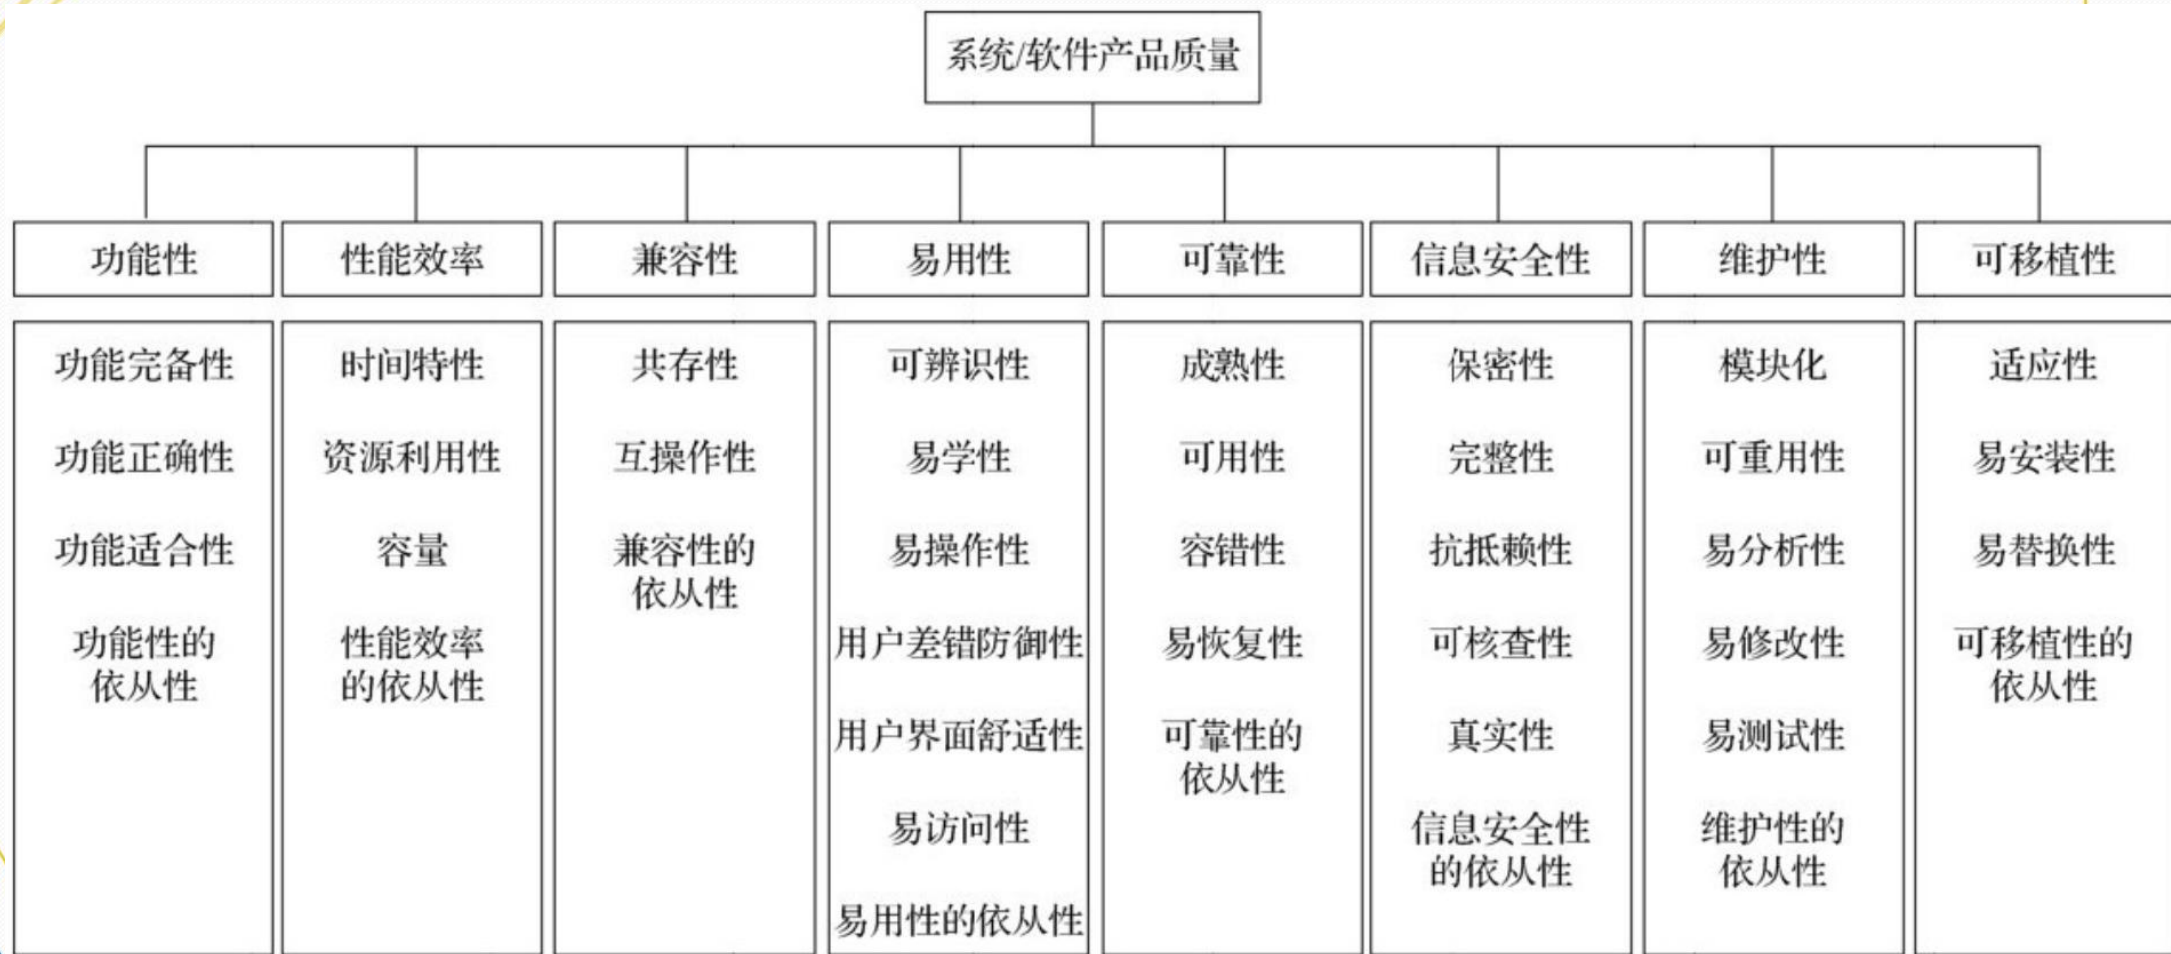 系统/软件产品质量
功能性
性能效率
兼容性
易用性
可靠性
信息安全性
维护性
可移植性
功能完备性
功能正确性
功能适合性
功能性的
依从性
时间特性
资源利用性
容量
性能效率
的依从性
共存性
互操作性
兼容性的
依从性
可辨识性
易学性
易操作性
用户差错防御性
用户界面舒适性
易访问性
易用性的依从性
成熟性
可用性
容错性
易恢复性
可靠性的
依从性
保密性
完整性
抗抵赖性
可核查性
真实性
信息安全性
的依从性
模块化
可重用性
易分析性
易修改性
易测试性
维护性的
依从性
适应性
易安装性
易替换性
可移植性的
依从性